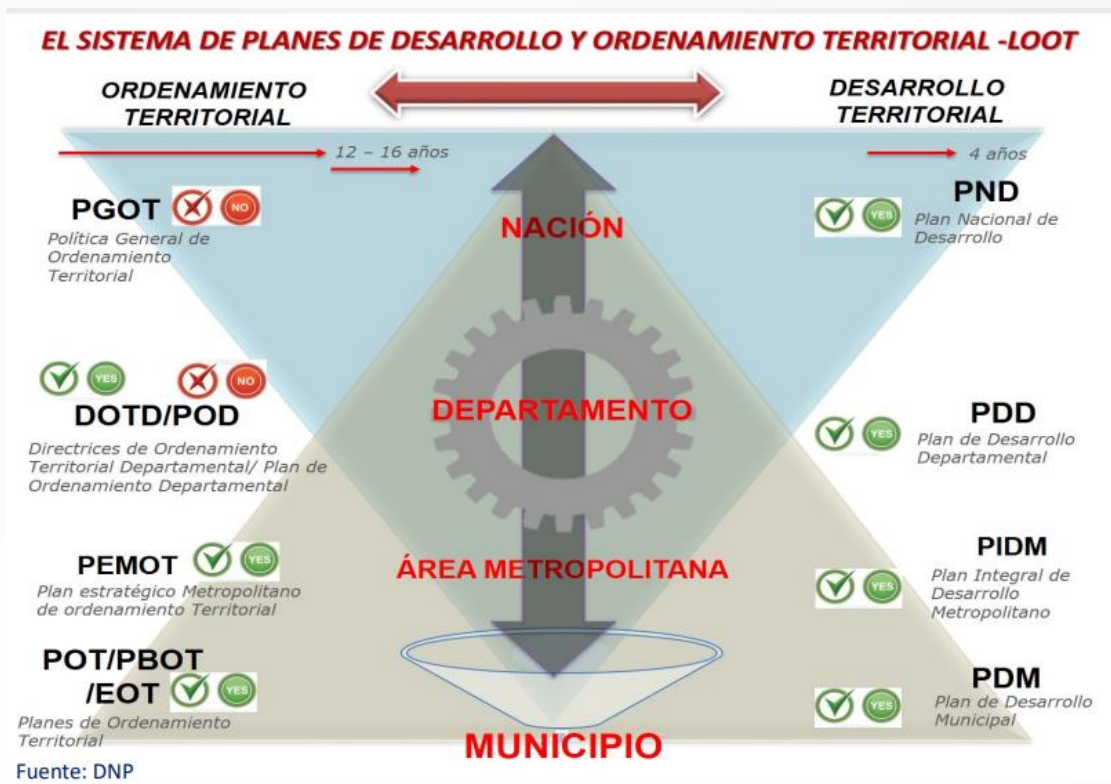 EL SISTEMA DE PLANES DE DESARROLLO Y ORDENAMIENTO TERRITORIAL -LOOT
ORDENAMIENTO
TERRITORIAL
DESARROLLO
TERRITORIAL
12 – 16 años
4 años
PGOT
NO
Política General de
Ordenamiento
Territorial
NACIÓN
YES
PND
Plan Nacional de
Desarrollo
YES
NO
DOTD/POD
Directrices de Ordenamiento
Territorial Departamental/ Plan de
Ordenamiento Departamental
DEPARTAMENTO
YES
PDD
Plan de Desarrollo
Departamental
PEMOT
YES
Plan estratégico Metropolitano
de ordenamiento Territorial
ÁREA METROPOLITANA
YES
PIDM
Plan Integral de
Desarrollo
Metropolitano
POT/PBOT
/EOT
YES
Planes de Ordenamiento
Territorial
MUNICIPIO
YES
PDM
Plan de Desarrollo
Municipal
Fuente: DNP